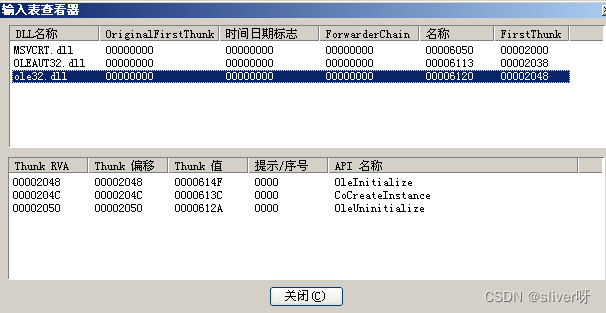 输入表查看器
DLL名称 OriginalFirstThunk 时间日期标志 ForwarderChain 名称 FirstThunk
MSVCRT.dll 00000000 00000000 00000000 00006050 00002000
OLEAUT32.dll 00000000 00000000 00000000 00006113 00002038
ole32.dll 00000000 00000000 00000000 00006120 00002048
Thunk RVA Thunk 偏移 Thunk 值 提示/序号 API 名称
00002048 00002048 0000614F 0000 OleInitialize
0000204C 0000204C 0000613C 0000 CoCreateInstance
00002050 00002050 0000612A 0000 OleUninitialize
关闭(C)
CSDN @sliver呀